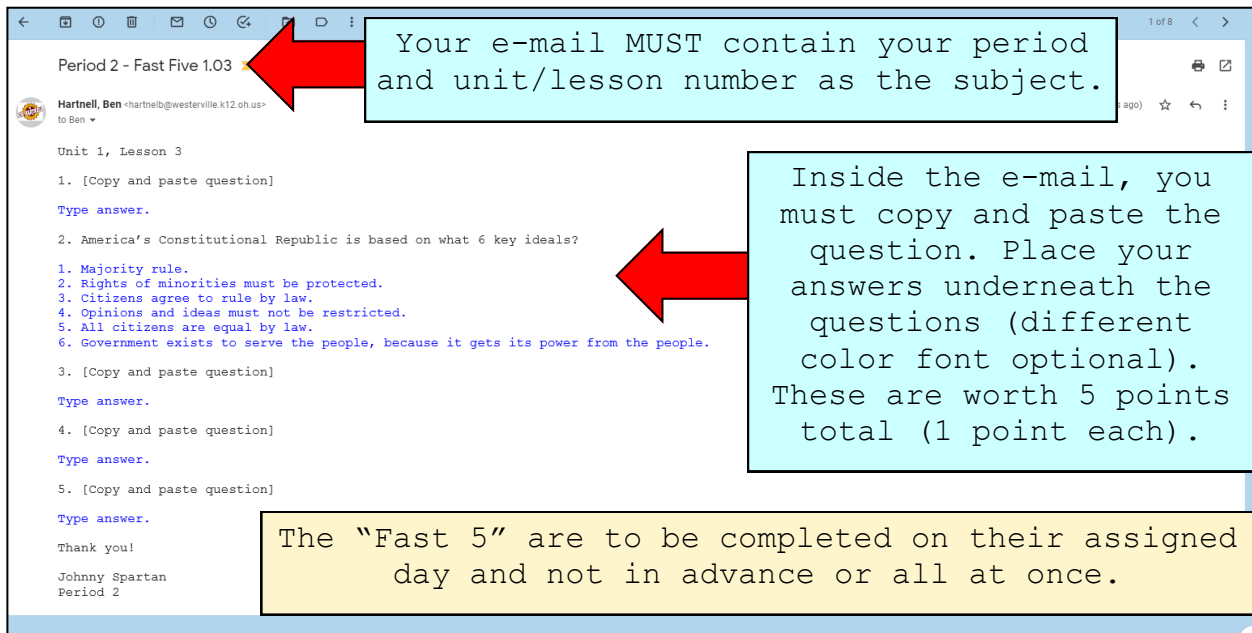 1 of 8
Your e-mail MUST contain your period
and unit/lesson number as the subject.
Period 2 - Fast Five 1.03
Hartnell, Ben <hartnelb@westerville.k12.oh.us>
ago)
to Ben
Unit 1, Lesson 3
1. [Copy and paste question]
Type answer.
2. America's Constitutional Republic is based on what 6 key ideals?
1. Majority rule.
2. Rights of minorities must be protected.
3. Citizens agree to rule by law.
4. Opinions and ideas must not be restricted.
5. All citizens are equal by law.
6. Government exists to serve the people, because it gets its power from the people.
3. [Copy and paste question]
Type answer.
4. [Copy and paste question]
Type answer.
5. [Copy and paste question]
Type answer.
Thank you!
Johnny Spartan
Period 2
Inside the e-mail, you
must copy and paste the
question. Place your
answers underneath the
questions (different
color font optional).
These are worth 5 points
total (1 point each).
The “Fast 5” are to be completed on their assigned
day and not in advance or all at once.